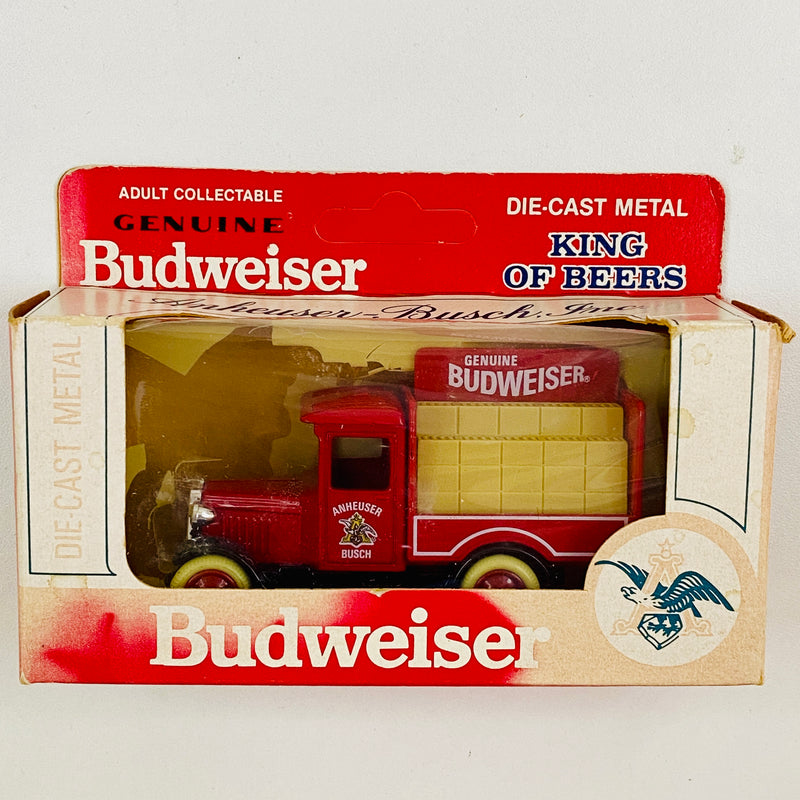 ADULT COLLECTABLE
GENUINE
Budweiser
DIE-CAST METAL
KING
OF BEERS
Anheuser-Busch, Inc.
DIE-CAST METAL
GENUINE
BUDWEISER®
ANHEUSER
BUSCH
A
Budweiser